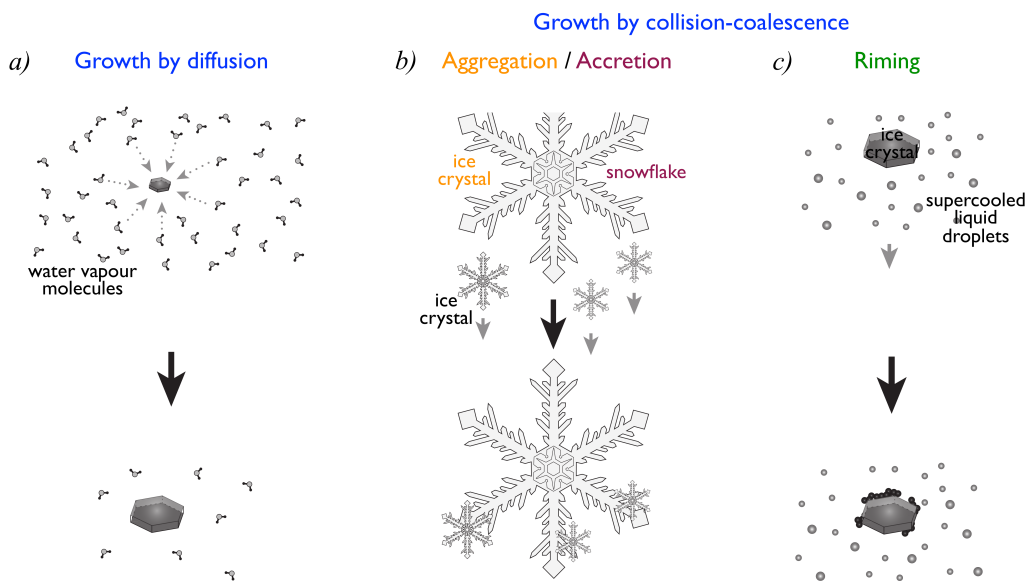 Growth by collision-coalescence
a) Growth by diffusion
b) Aggregation / Accretion
c) Riming
water vapour
molecules
ice
crystal
snowflake
ice
crystal
ice
crystal
supercooled
liquid
droplets